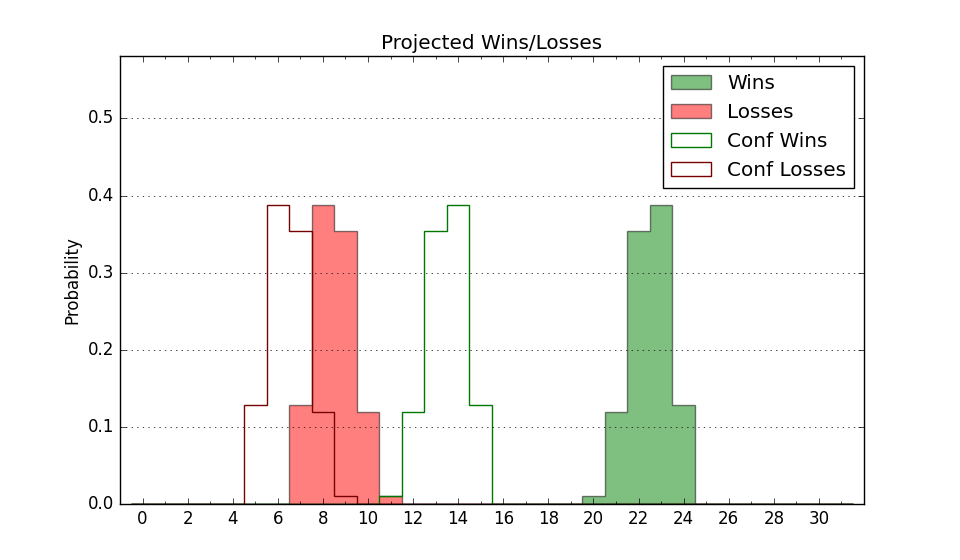 Projected Wins/Losses
Wins
Losses
Conf Wins
Conf Losses
Probability
0.5
0.4
0.3
0.2
0.1
0.0
0 2 4 6 8 10 12 14 16 18 20 22 24 26 28 30